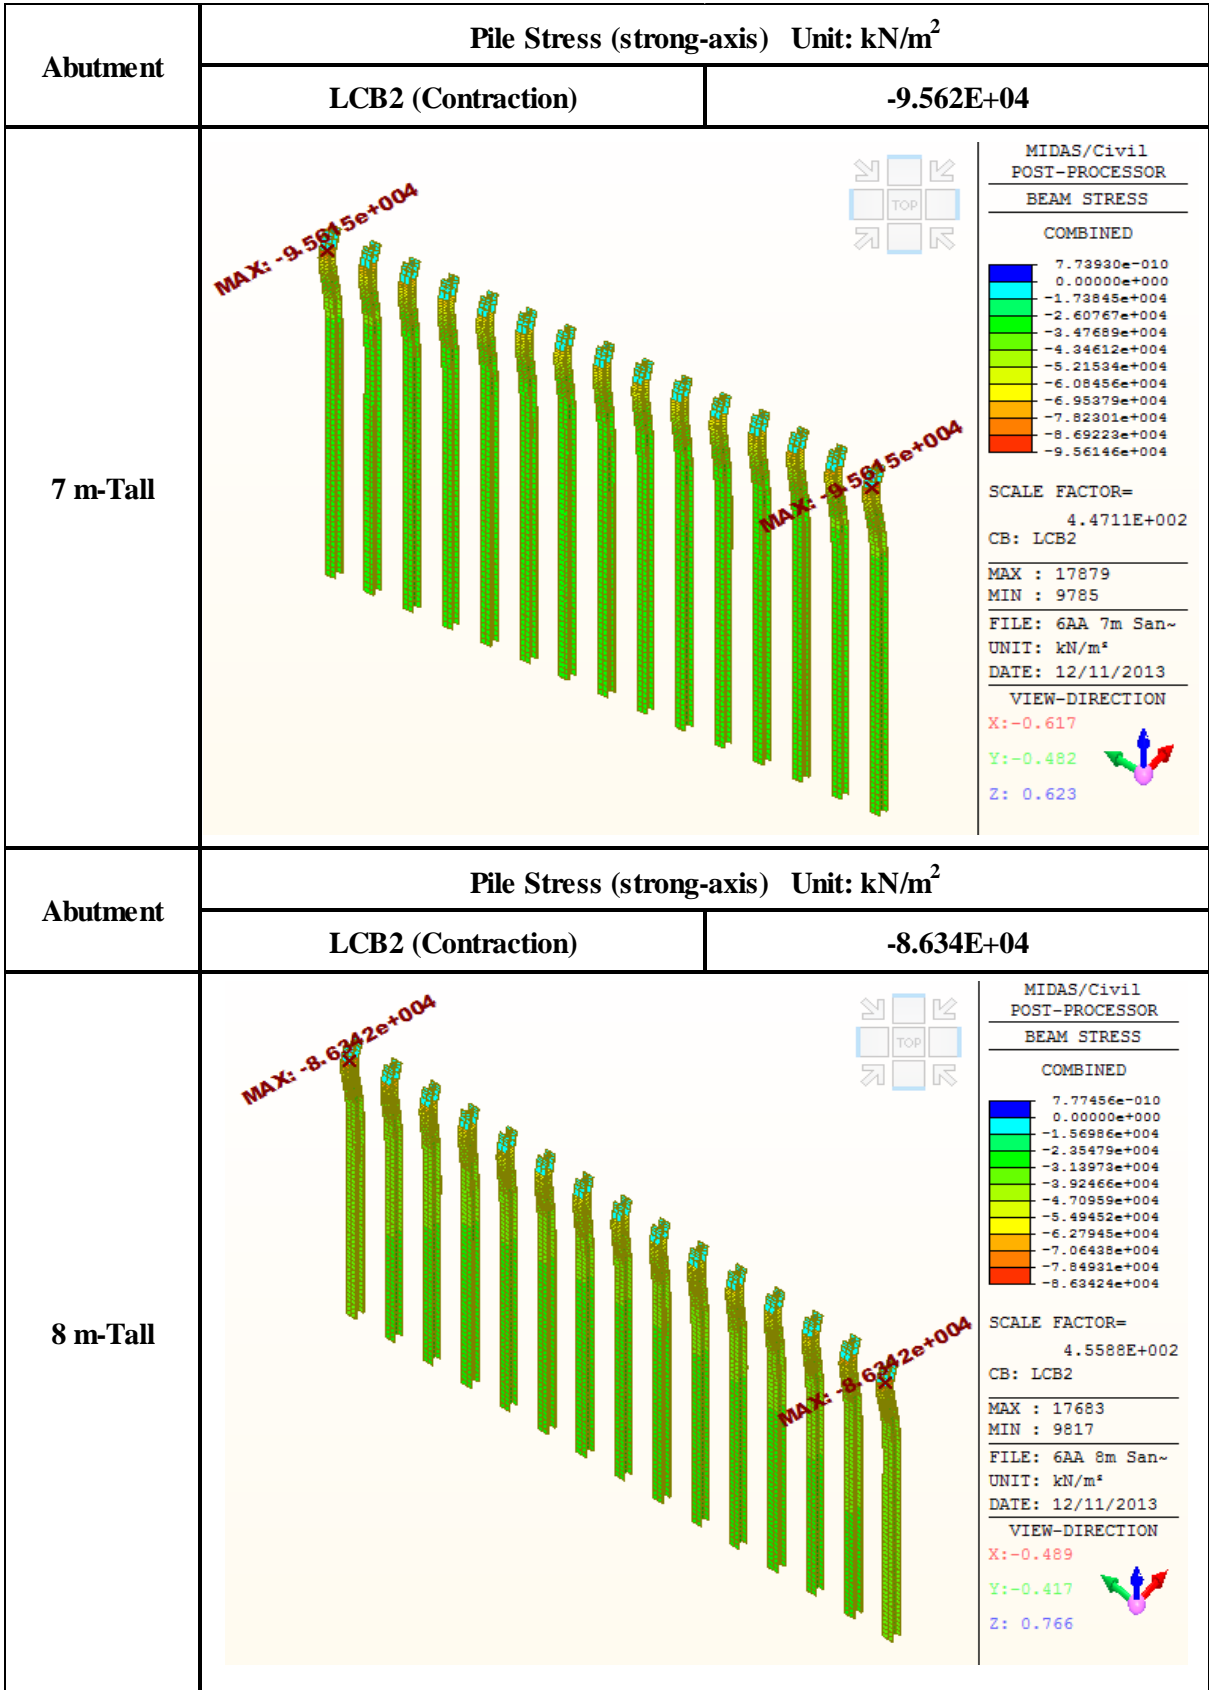 Abutment
Pile Stress (strong-axis) Unit: kN/m²
LCB2 (Contraction)
-9.562E+04
7 m-Tall
MAX: -9.5615e+004
MAX: -9.5615e+004
TOP
MIDAS/Civil
POST-PROCESSOR
BEAM STRESS
COMBINED
7.73930e-010
0.00000e+000
-1.73845e+004
-2.60767e+004
-3.47689e+004
-4.34612e+004
-5.21534e+004
-6.08456e+004
-6.95379e+004
-7.82301e+004
-8.69223e+004
-9.56146e+004
SCALE FACTOR=
4.4711E+002
CB: LCB2
MAX : 17879
MIN : 9785
FILE: 6AA 7m San~
UNIT: kN/m²
DATE: 12/11/2013
VIEW-DIRECTION
X:-0.617
Y:-0.482
Z: 0.623
Abutment
Pile Stress (strong-axis) Unit: kN/m²
LCB2 (Contraction)
-8.634E+04
8 m-Tall
MAX: -8.6342e+004
MAX: -8.6342e+004
TOP
MIDAS/Civil
POST-PROCESSOR
BEAM STRESS
COMBINED
7.77456e-010
0.00000e+000
-1.56986e+004
-2.35479e+004
-3.13973e+004
-3.92466e+004
-4.70959e+004
-5.49452e+004
-6.27945e+004
-7.06438e+004
-7.84931e+004
-8.63424e+004
SCALE FACTOR=
4.5588E+002
CB: LCB2
MAX : 17683
MIN : 9817
FILE: 6AA 8m San~
UNIT: kN/m²
DATE: 12/11/2013
VIEW-DIRECTION
X:-0.489
Y:-0.417
Z: 0.766